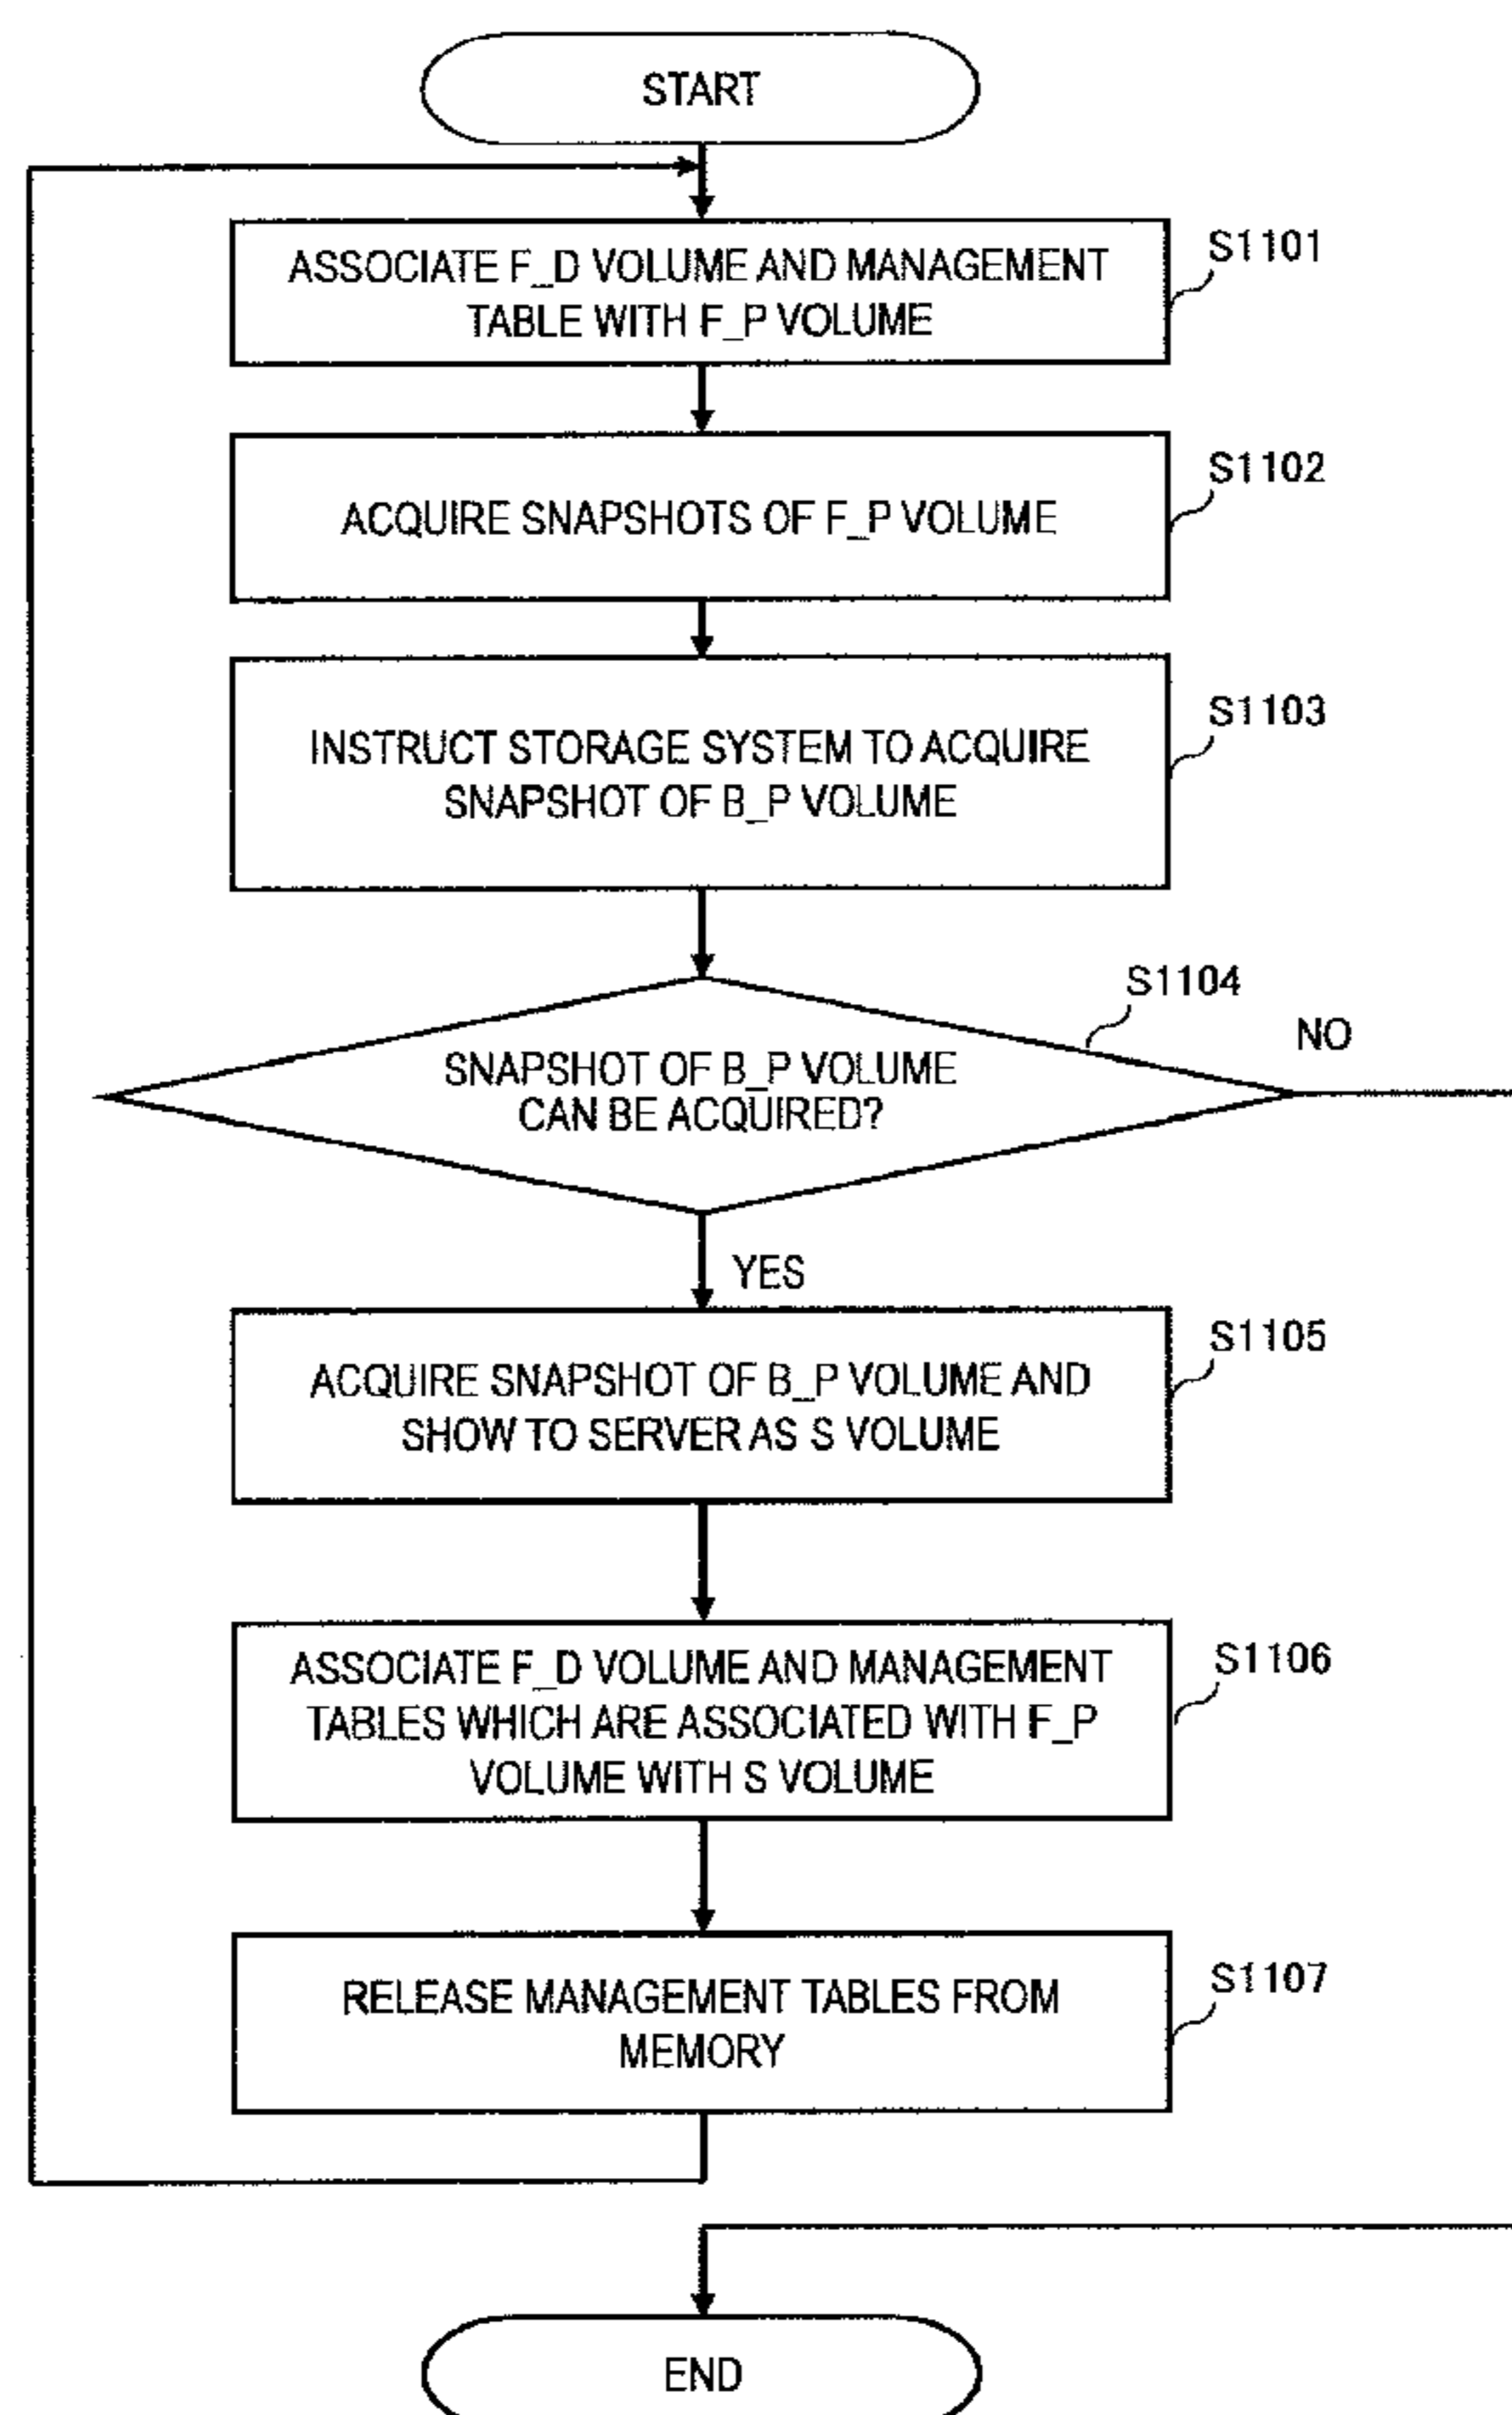 START
ASSOCIATE F_D VOLUME AND MANAGEMENT
TABLE WITH F_P VOLUME
S1101
ACQUIRE SNAPSHOTS OF F_P VOLUME
S1102
INSTRUCT STORAGE SYSTEM TO ACQUIRE
SNAPSHOT OF B_P VOLUME
S1103
SNAPSHOT OF B_P VOLUME
CAN BE ACQUIRED?
S1104
NO
YES
ACQUIRE SNAPSHOT OF B_P VOLUME AND
SHOW TO SERVER AS S VOLUME
S1105
ASSOCIATE F_D VOLUME AND MANAGEMENT
TABLES WHICH ARE ASSOCIATED WITH F_P
VOLUME WITH S VOLUME
S1106
RELEASE MANAGEMENT TABLES FROM
MEMORY
S1107
END